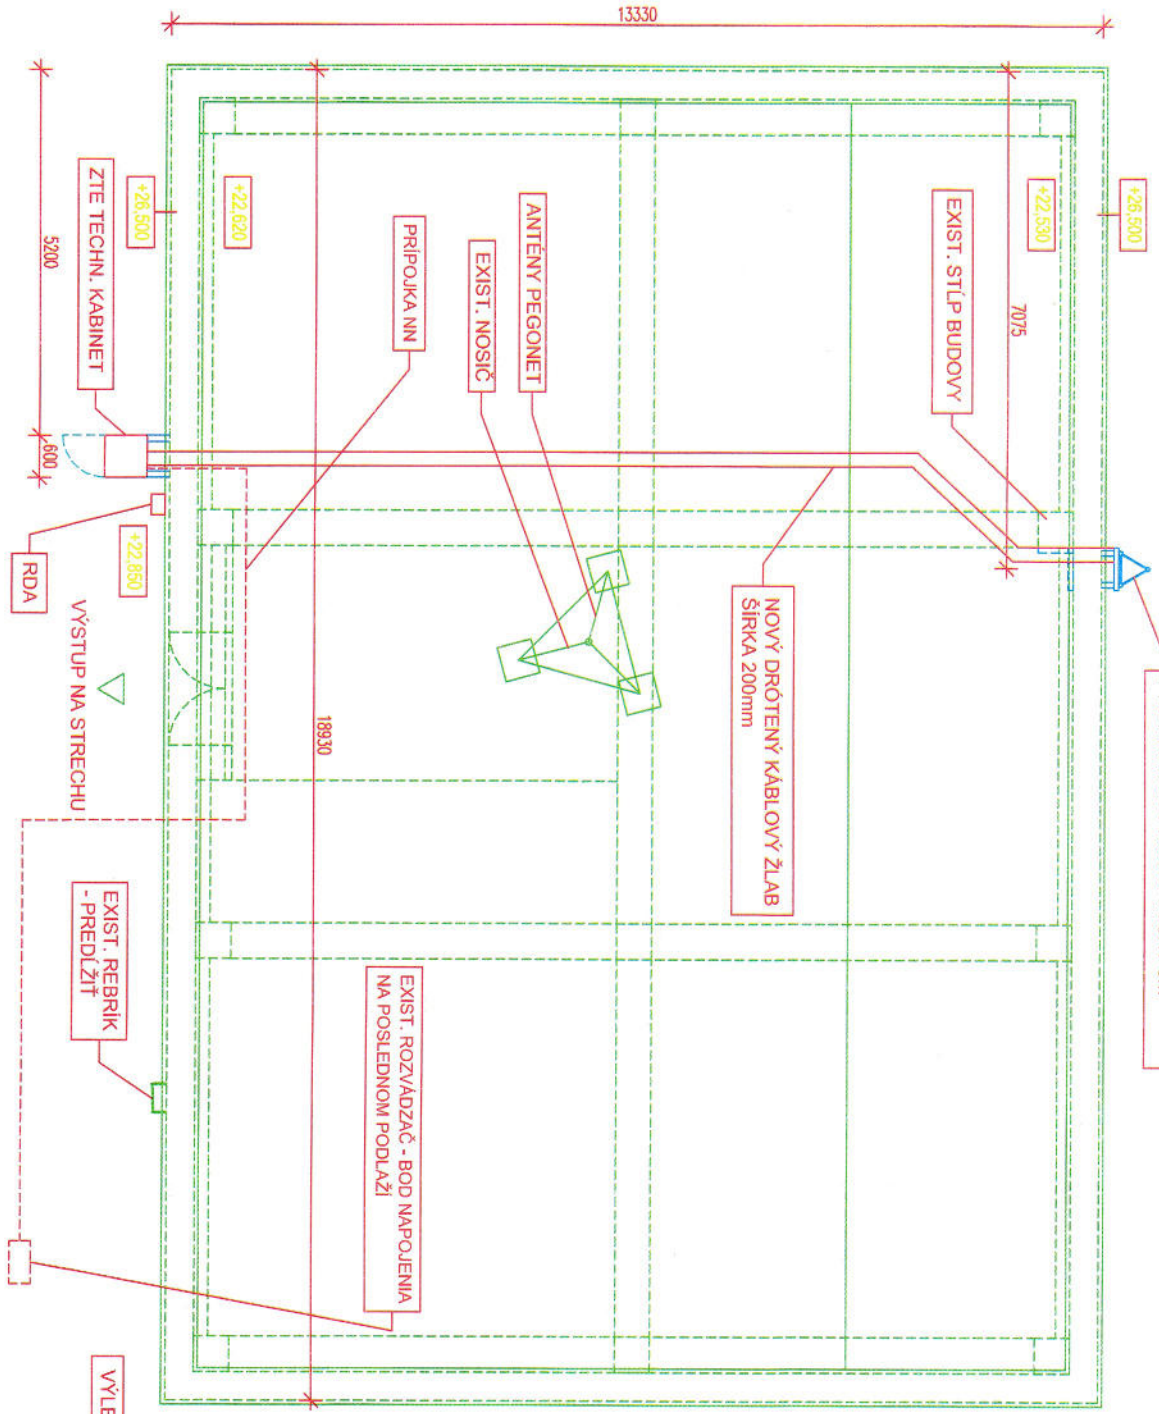 13330
+26,500
+22,530
EXIST. STĹP BUDOVY
7075
ANTÉNY PEGONET
EXIST. NOSIČ
PRÍPOJKA NN
+22,620
+26,500
ZTE TECHN. KABINET
5200
600
NOVÝ DRÔTENÝ KÁBLOVÝ ŽLAB
ŠÍRKA 200mm
18930
+22,850
RDA
VÝSTUP NA STRECHU
EXIST. REBRÍK
- PREDĹŽIŤ
EXIST. ROZVÁDZAČ - BOD NAPOJENIA
NA POSLEDNOM PODLAŽÍ